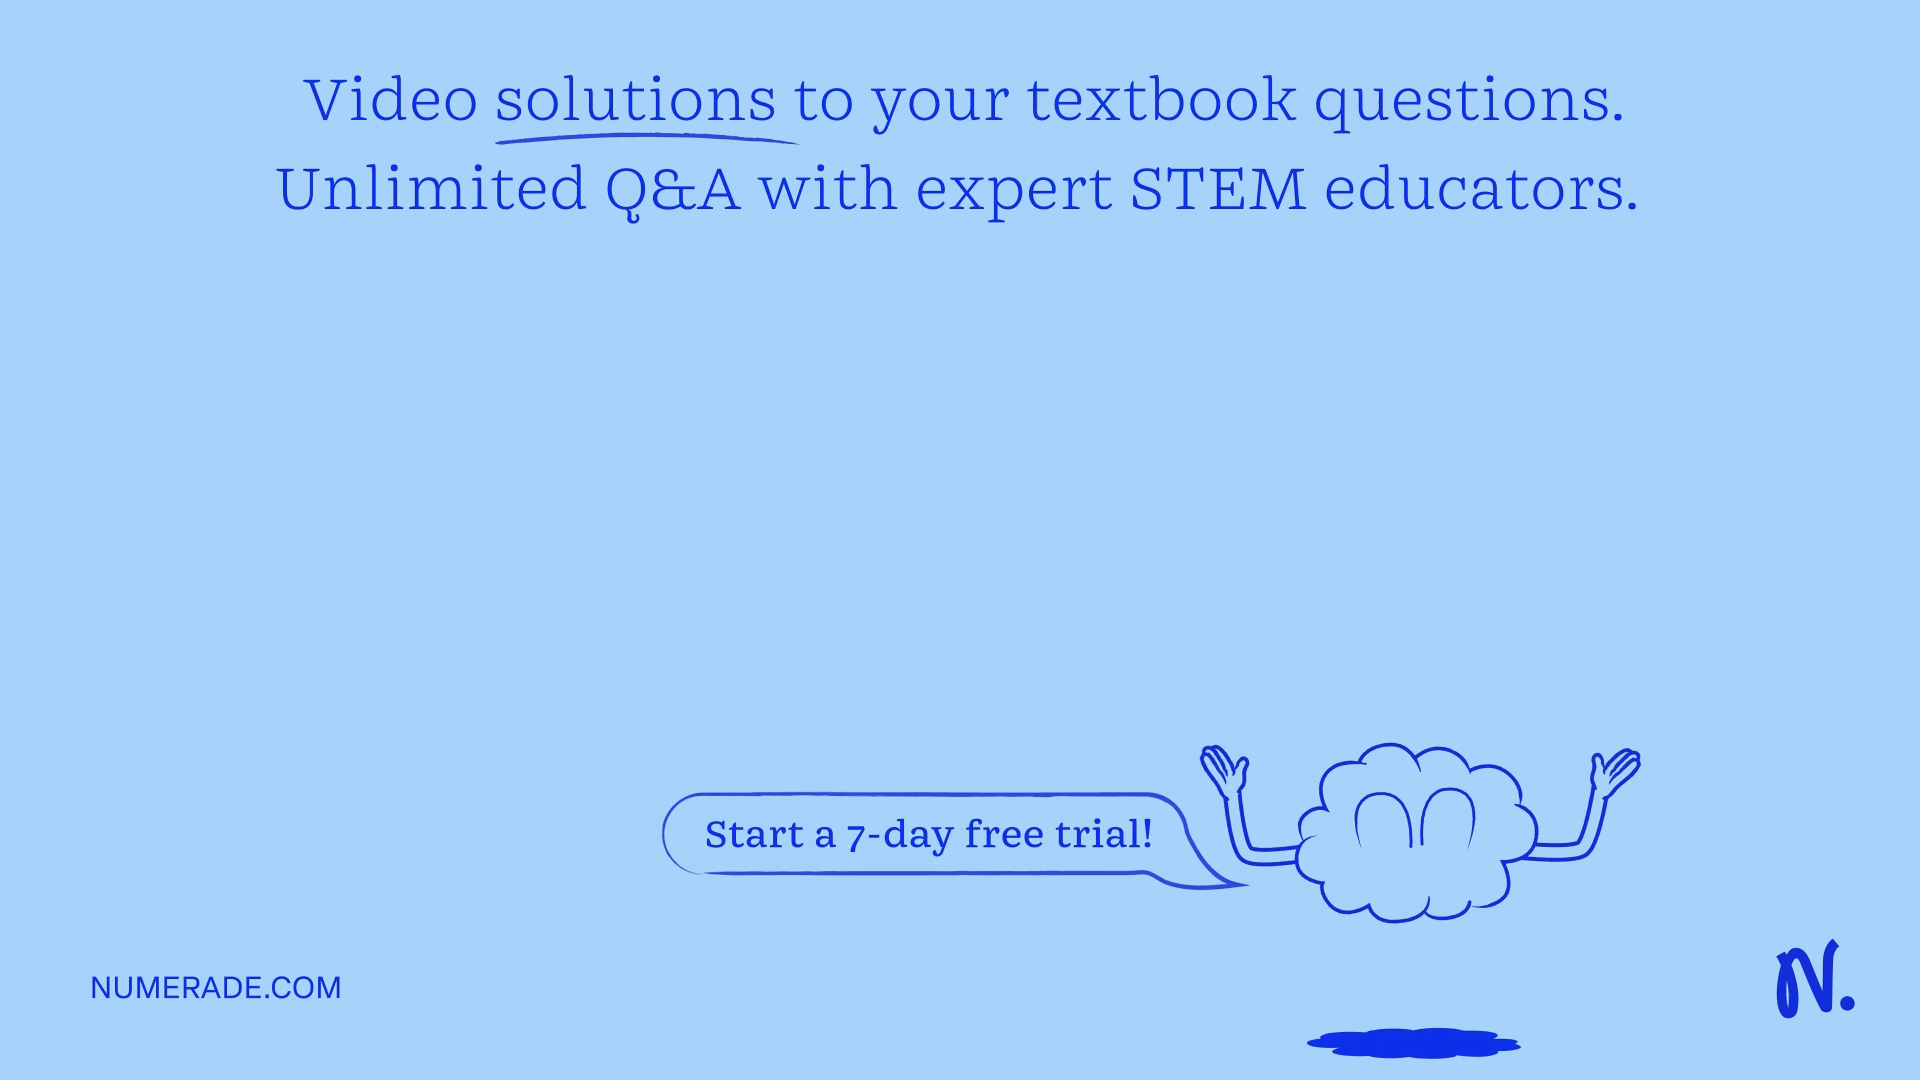 Video solutions to your textbook questions.
Unlimited Q&A with expert STEM educators.
Start a 7-day free trial!
NUMERADE.COM
N.